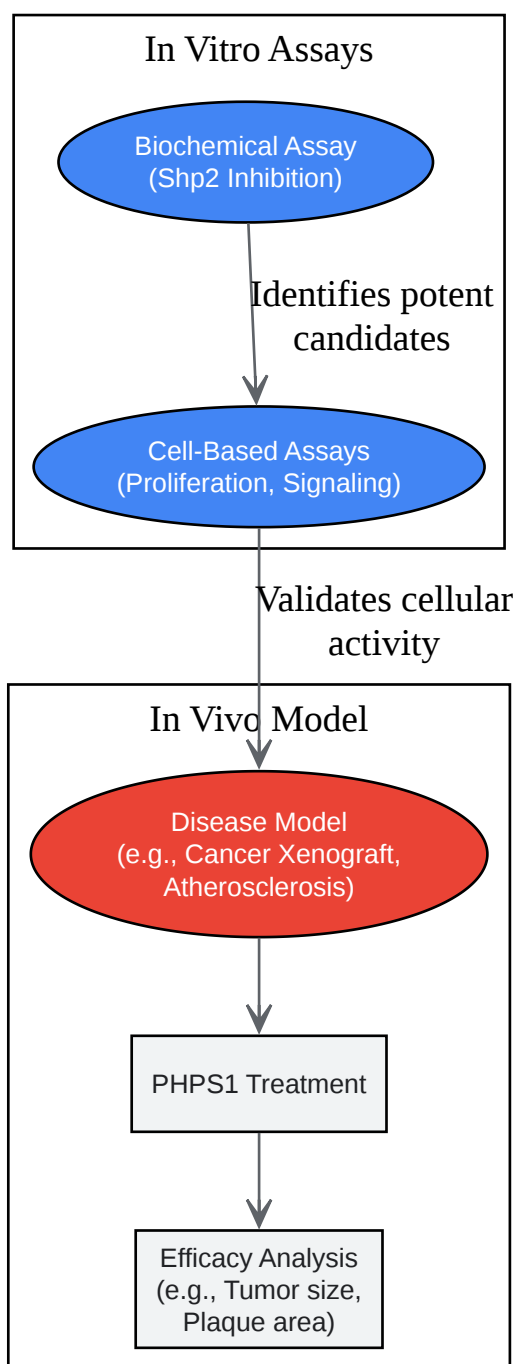 In Vitro Assays
Biochemical Assay
(Shp2 Inhibition)
Identifies potent
candidates
Cell-Based Assays
(Proliferation, Signaling)
Validates cellular
activity
In Vivo Model
Disease Model
(e.g., Cancer Xenograft,
Atherosclerosis)
PHPS1 Treatment
Efficacy Analysis
(e.g., Tumor size,
Plaque area)